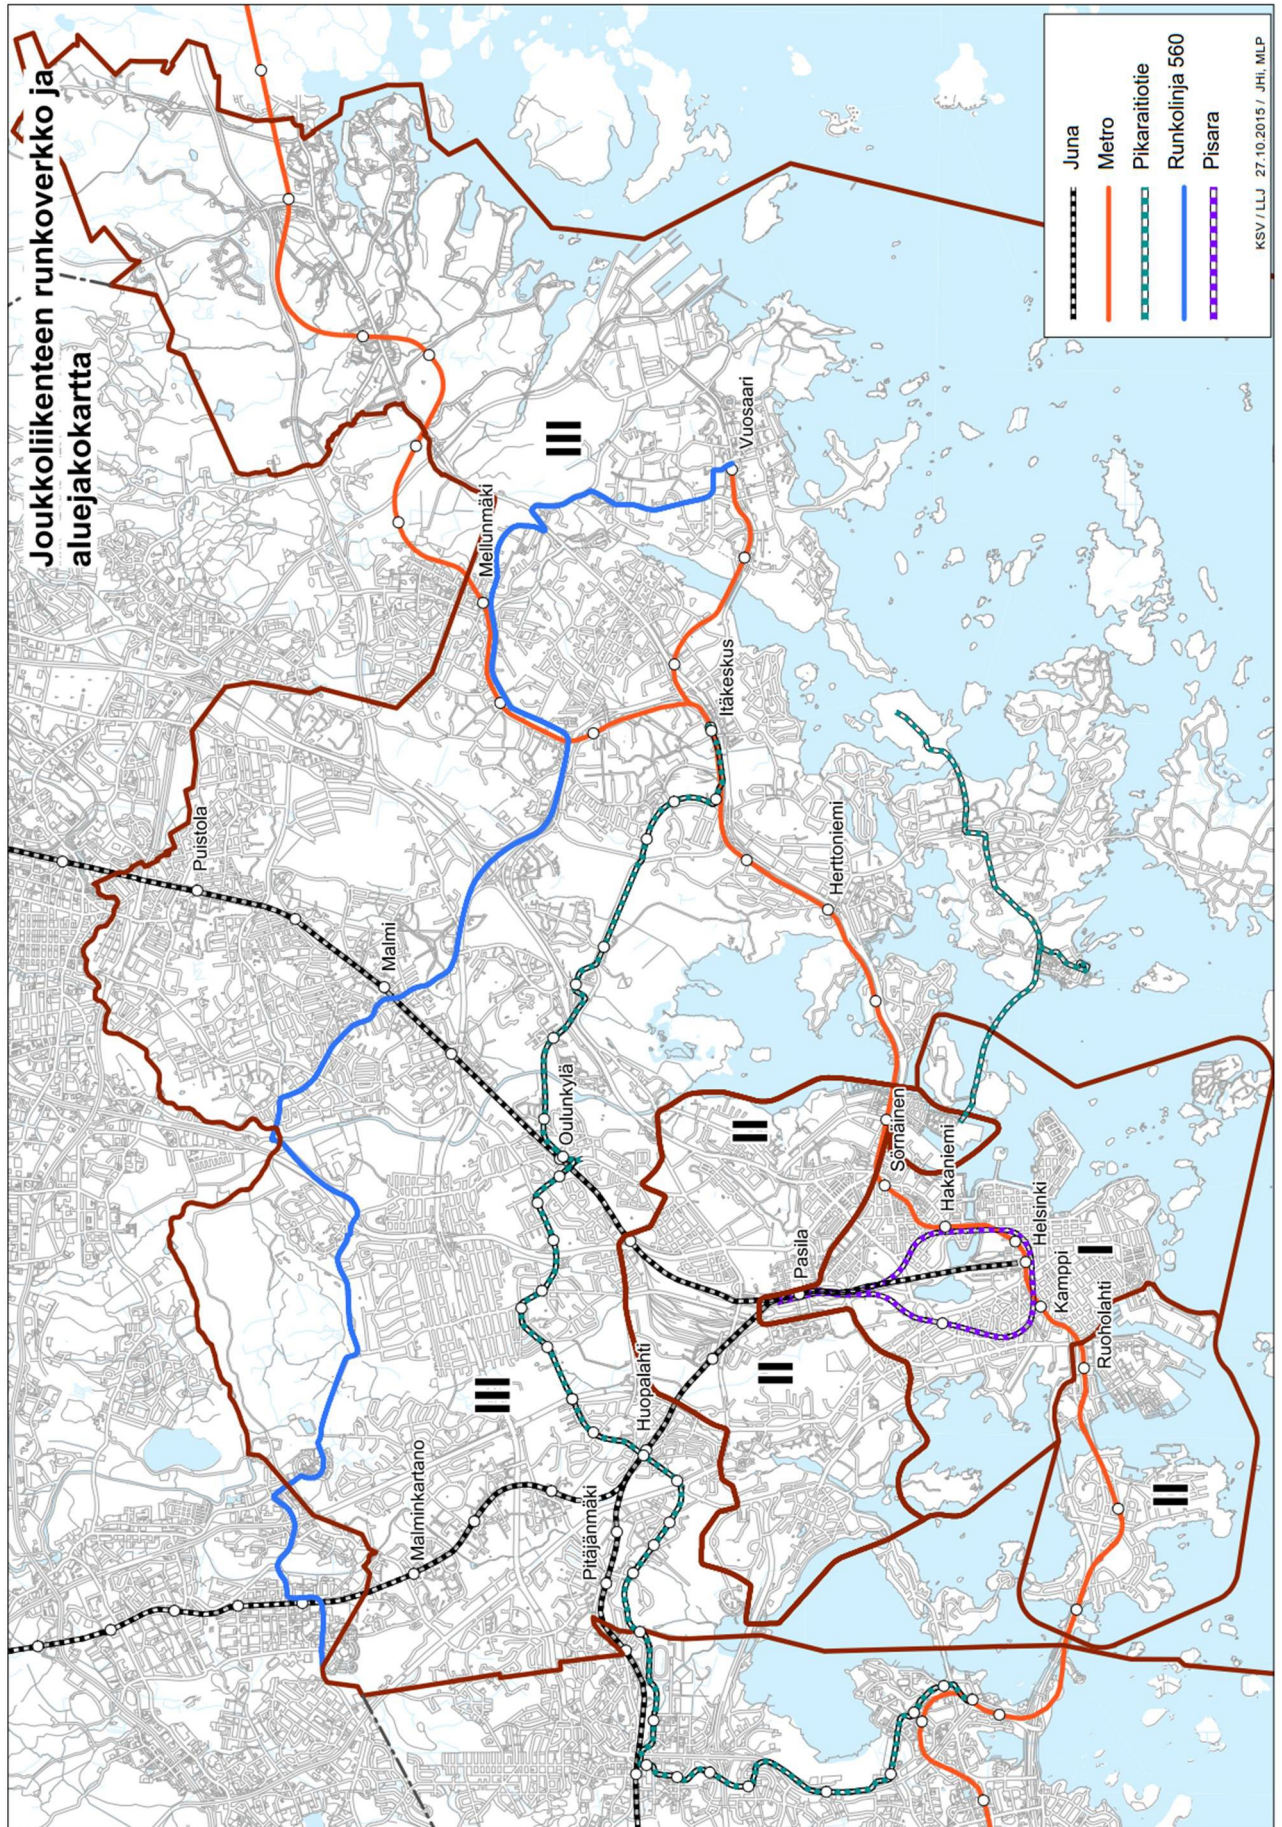 Joukkoliikenteen runkoverkko ja
aluejakokartta
Puistola
Malmi
Mellunmäki
III
Vuosaari
Itäkeskus
Herttoniemi
Oulunkylä
II
Sörnäinen
Hakaniemi
Helsinki
I
Kamppi
Ruoholahti
Pasila
II
Huopalahti
III
Malminkartano
Pitäjänmäki
II
Juna
Metro
Pikaraitiotie
Runkolinja 560
Pisara
KSV / LLJ 27.10.2015 / JHi, MLP